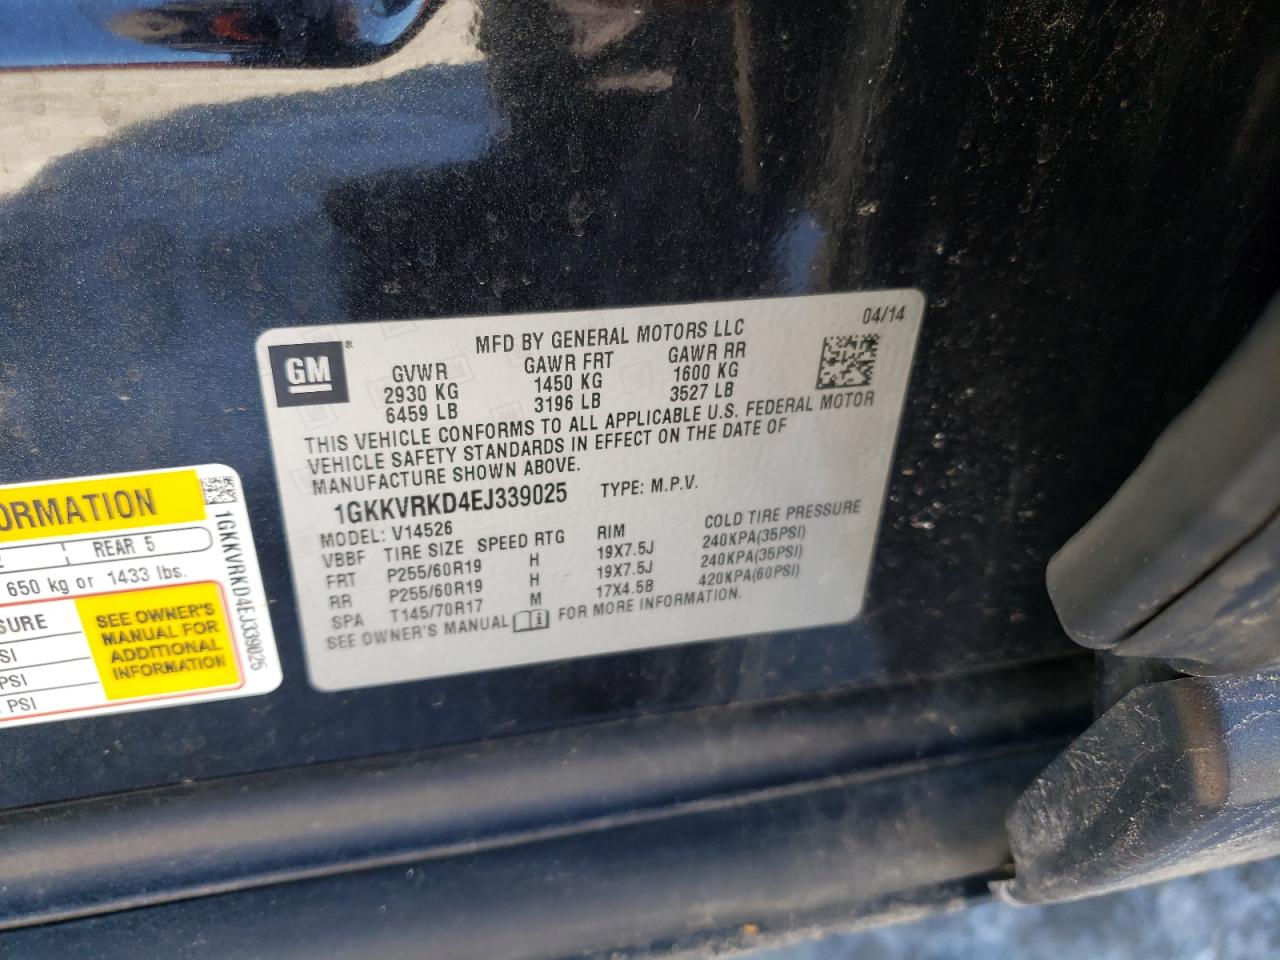 GM
®
MFD BY GENERAL MOTORS LLC
04/14
GVWR GAWR FRT GAWR RR
2930 KG 1450 KG 1600 KG
6459 LB 3196 LB 3527 LB
THIS VEHICLE CONFORMS TO ALL APPLICABLE U.S. FEDERAL MOTOR
VEHICLE SAFETY STANDARDS IN EFFECT ON THE DATE OF
MANUFACTURE SHOWN ABOVE.
1GKKVRKD4EJ339025 TYPE: M.P.V.
MODEL: V14526
VBBF TIRE SIZE SPEED RTG RIM COLD TIRE PRESSURE
FRT P255/60R19 H 19X7.5J 240KPA(35PSI)
RR P255/60R19 H 19X7.5J 240KPA(35PSI)
SPA T145/70R17 M 17X4.5B 420KPA(60PSI)
SEE OWNER'S MANUAL FOR MORE INFORMATION.
ORMATION
REAR 5
650 kg or 1433 lbs.
SURE
SI
PSI
PSI
SEE OWNER'S
MANUAL FOR
ADDITIONAL
INFORMATION
1GKKVRKD4EJ339025